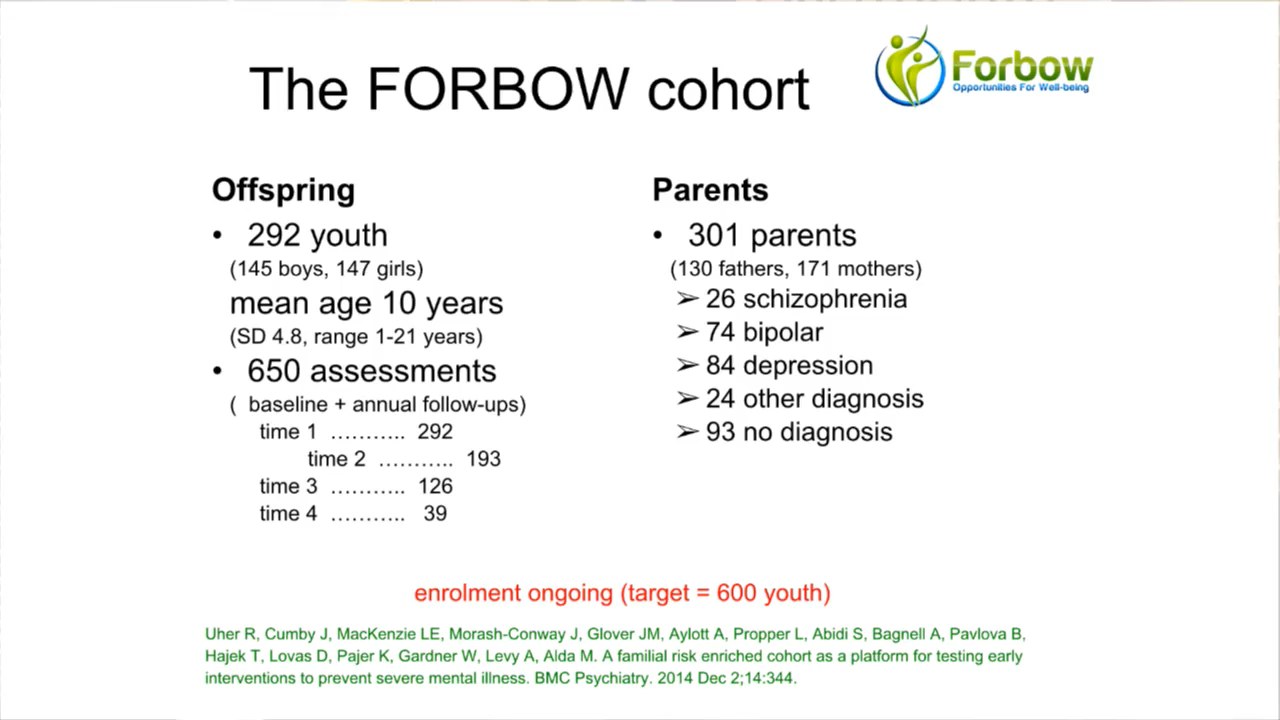 The FORBOW cohort
Forbow
Opportunities For Well-being
Offspring
• 292 youth
(145 boys, 147 girls)
mean age 10 years
(SD 4.8, range 1-21 years)
• 650 assessments
( baseline + annual follow-ups)
time 1 ……….. 292
time 2 ……….. 193
time 3 ……….. 126
time 4 ……….. 39
Parents
• 301 parents
(130 fathers, 171 mothers)
➢ 26 schizophrenia
➢ 74 bipolar
➢ 84 depression
➢ 24 other diagnosis
➢ 93 no diagnosis
enrolment ongoing (target = 600 youth)
Uher R, Cumby J, MacKenzie LE, Morash-Conway J, Glover JM, Aylott A, Propper L, Abidi S, Bagnell A, Pavlova B,
Hajek T, Lovas D, Pajer K, Gardner W, Levy A, Alda M. A familial risk enriched cohort as a platform for testing early
interventions to prevent severe mental illness. BMC Psychiatry. 2014 Dec 2;14:344.